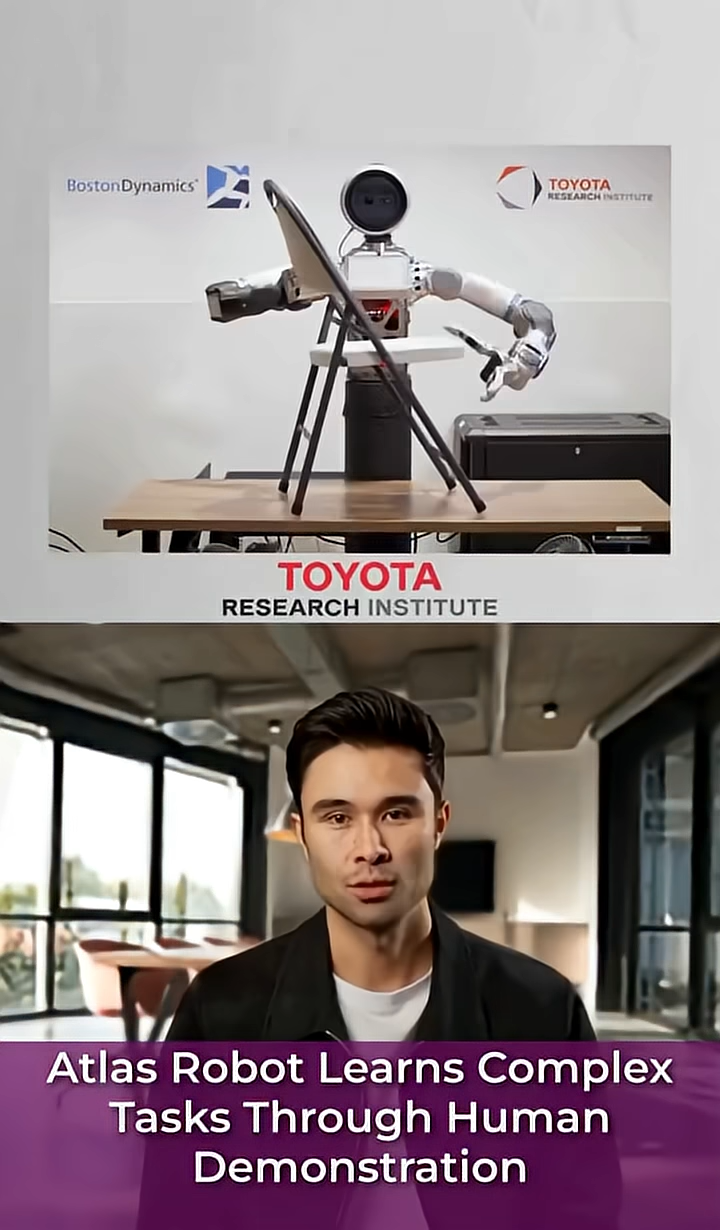 BostonDynamics
TOYOTA
RESEARCH INSTITUTE
TOYOTA
RESEARCH INSTITUTE
Atlas Robot Learns Complex
Tasks Through Human
Demonstration